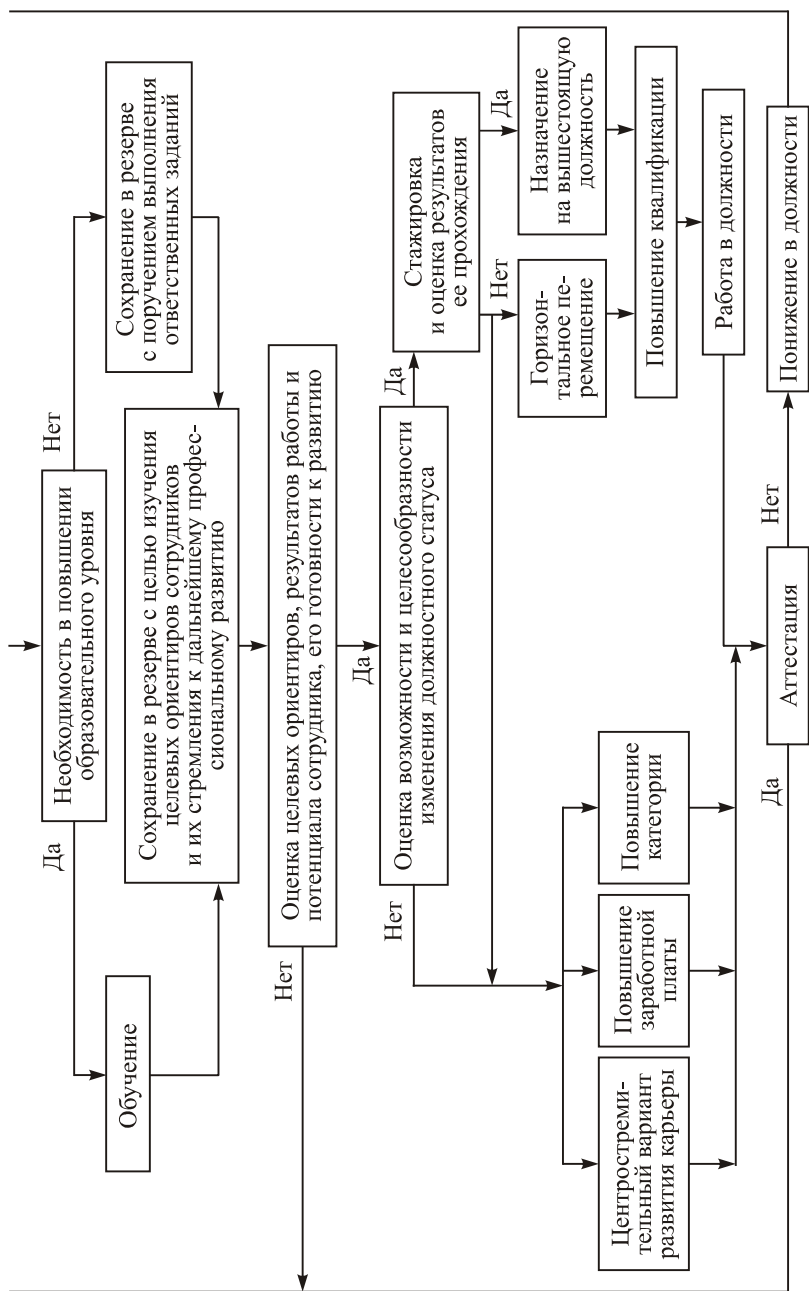 Необходимость в повышении
образовательного уровня
Да
Нет
Обучение
Сохранение в резерве
с поручением выполнения
ответственных заданий
Сохранение в резерве с целью изучения
целевых ориентиров сотрудников
и их стремления к дальнейшему профес-
сиональному развитию
Оценка целевых ориентиров, результатов работы и
потенциала сотрудника, его готовности к развитию
Нет
Да
Оценка возможности и целесообразности
изменения должностного статуса
Нет
Да
Стажировка
и оценка результатов
ее прохождения
Нет
Да
Горизон-
тальное пе-
ремещение
Назначение
на вышестоящую
должность
Повышение квалификации
Центростреми-
тельный вариант
развития карьеры
Повышение
заработной
платы
Повышение
категории
Работа в должности
Аттестация
Да
Нет
Понижение в должности